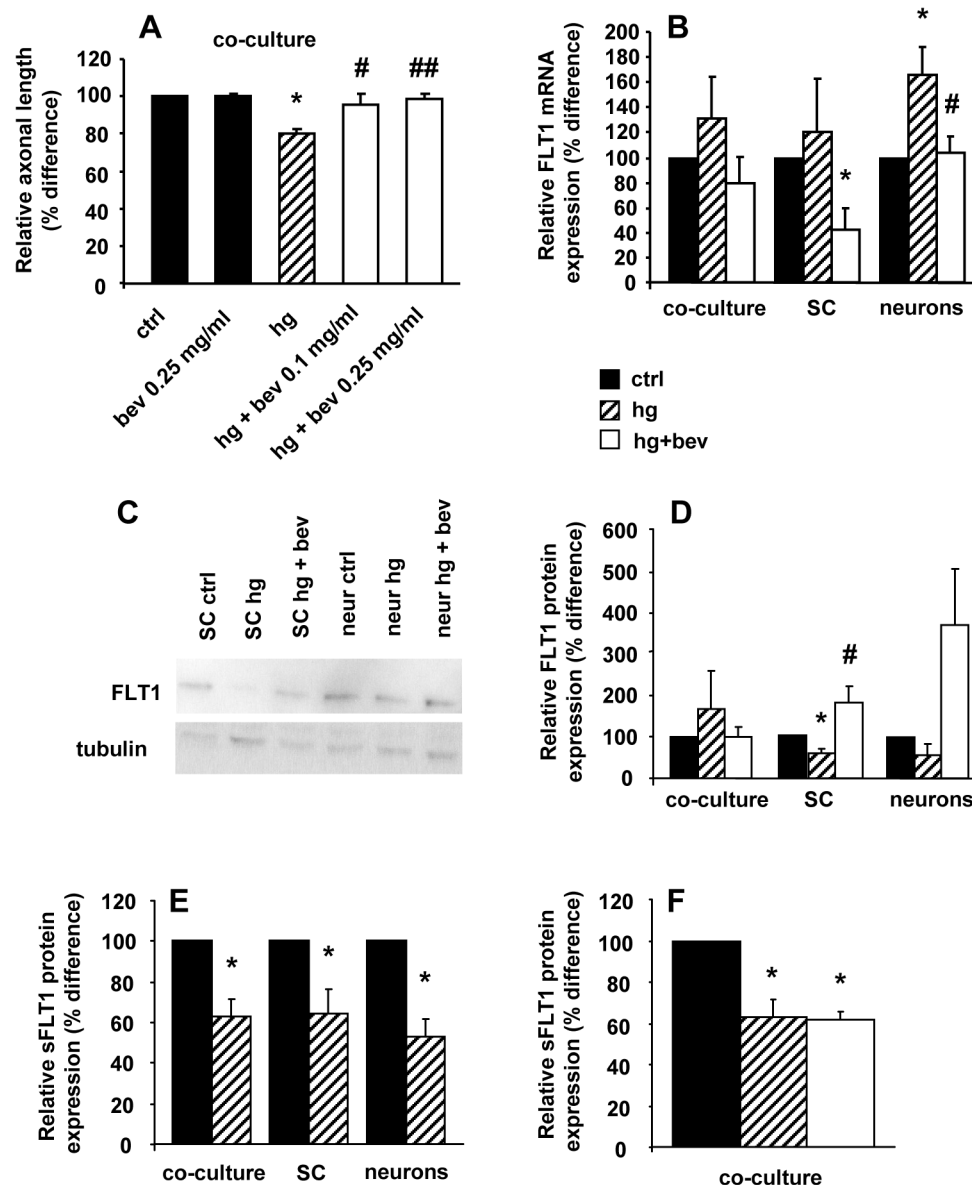 A
co-culture
Relative axonal length
(% difference)
120
100
80
60
40
20
0
*
#
##
ctrl
bev 0.25 mg/ml
hg
hg + bev 0.1 mg/ml
hg + bev 0.25 mg/ml
B
Relative FLT1 mRNA
expression (% difference)
200
180
160
140
120
100
80
60
40
20
0
*
*
#
co-culture
SC
neurons
ctrl
hg
hg+bev
C
SC ctrl
SC hg
SC hg + bev
neur ctrl
neur hg
neur hg + bev
FLT1
tubulin
D
Relative FLT1 protein
expression (% difference)
600
500
400
300
200
100
0
*
#
co-culture
SC
neurons
E
Relative sFLT1 protein
expression (% difference)
120
100
80
60
40
20
0
*
*
*
co-culture
SC
neurons
F
Relative sFLT1 protein
expression (% difference)
120
100
80
60
40
20
0
*
*
co-culture